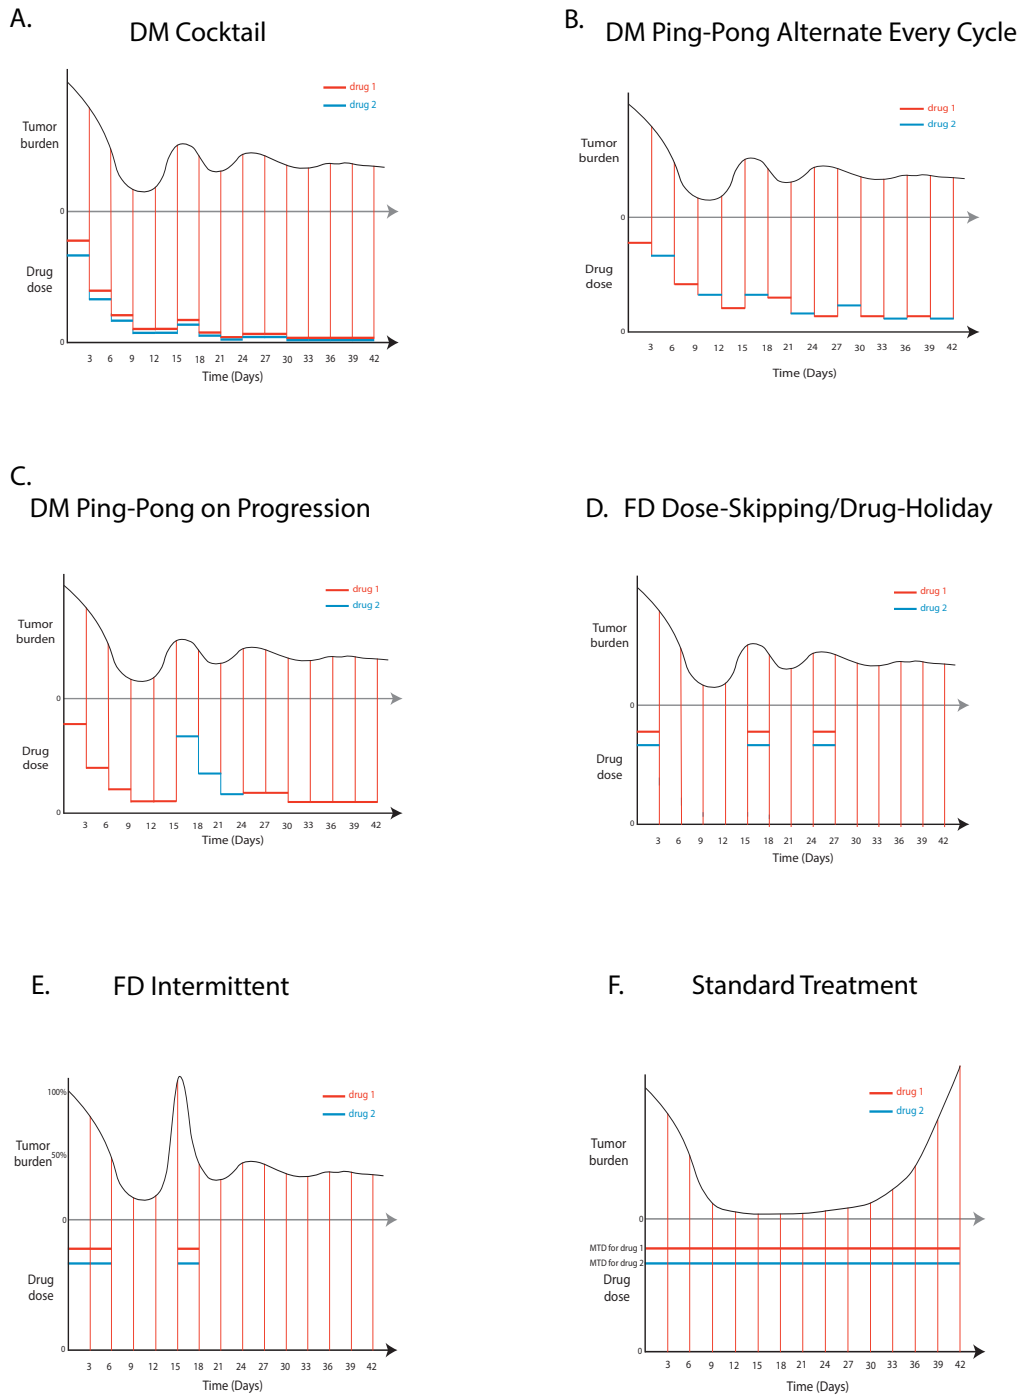 A.
DM Cocktail
drug 1
drug 2
Tumor
burden
0
Drug
dose
0
3 6 9 12 15 18 21 24 27 30 33 36 39 42
Time (Days)
B.
DM Ping-Pong Alternate Every Cycle
drug 1
drug 2
Tumor
burden
0
Drug
dose
0
3 6 9 12 15 18 21 24 27 30 33 36 39 42
Time (Days)
C.
DM Ping-Pong on Progression
drug 1
drug 2
Tumor
burden
0
Drug
dose
0
3 6 9 12 15 18 21 24 27 30 33 36 39 42
Time (Days)
D. FD Dose-Skipping/Drug-Holiday
drug 1
drug 2
Tumor
burden
0
Drug
dose
0
3 6 9 12 15 18 21 24 27 30 33 36 39 42
Time (Days)
E. FD Intermittent
100%
drug 1
drug 2
Tumor
burden
50%
0
Drug
dose
0
3 6 9 12 15 18 21 24 27 30 33 36 39 42
Time (Days)
F. Standard Treatment
drug 1
drug 2
Tumor
burden
0
MTD for drug 1
MTD for drug 2
Drug
dose
0
3 6 9 12 15 18 21 24 27 30 33 36 39 42
Time (Days)